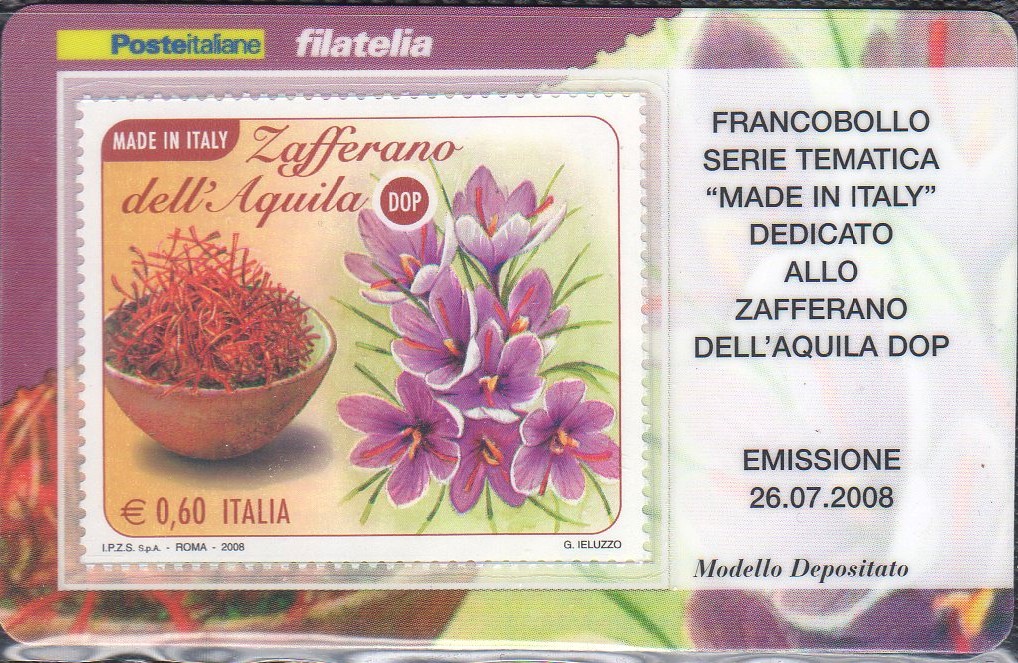 Posteitaliane filatelia
MADE IN ITALY
Zafferano
dell'Aquila DOP
€ 0,60 ITALIA
I.P.Z.S. S.p.A. - ROMA - 2008
G. IELUZZO
FRANCOBOLLO
SERIE TEMATICA
“MADE IN ITALY”
DEDICATO
ALLO
ZAFFERANO
DELL'AQUILA DOP
EMISSIONE
26.07.2008
Modello Depositato